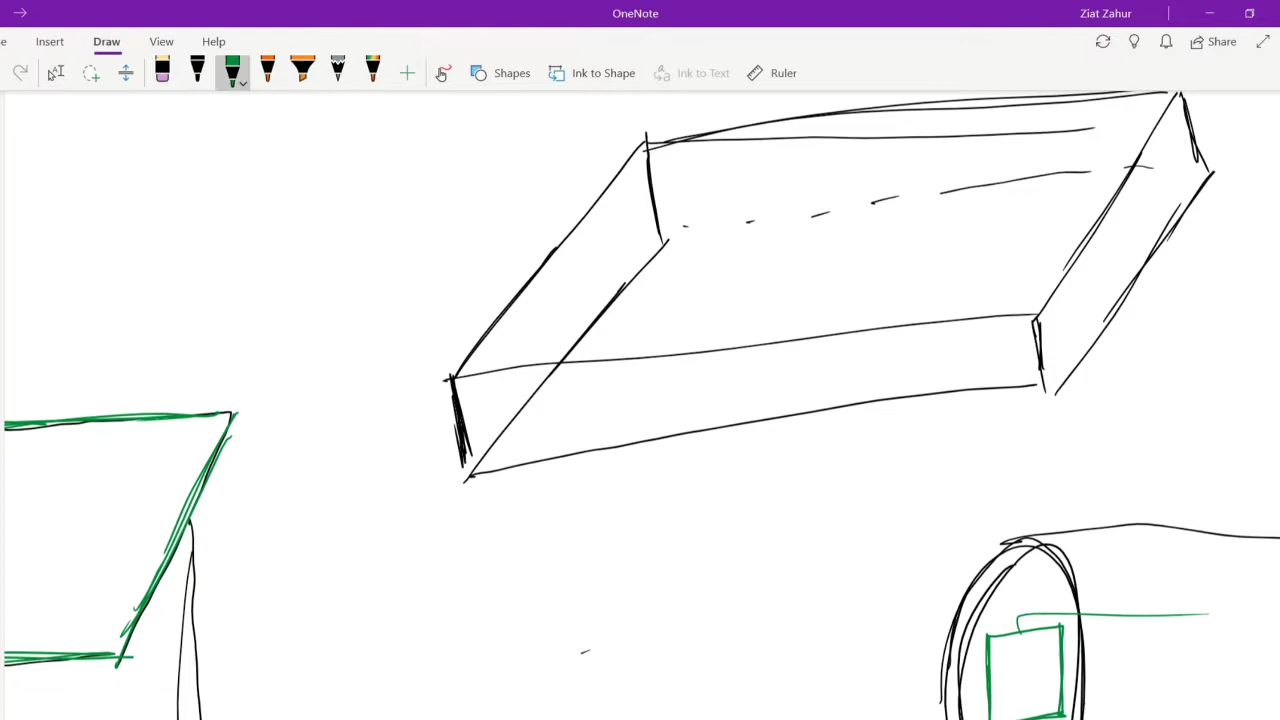 OneNote
Ziat Zahur
e Insert Draw View Help
Share
Shapes Ink to Shape Ink to Text Ruler